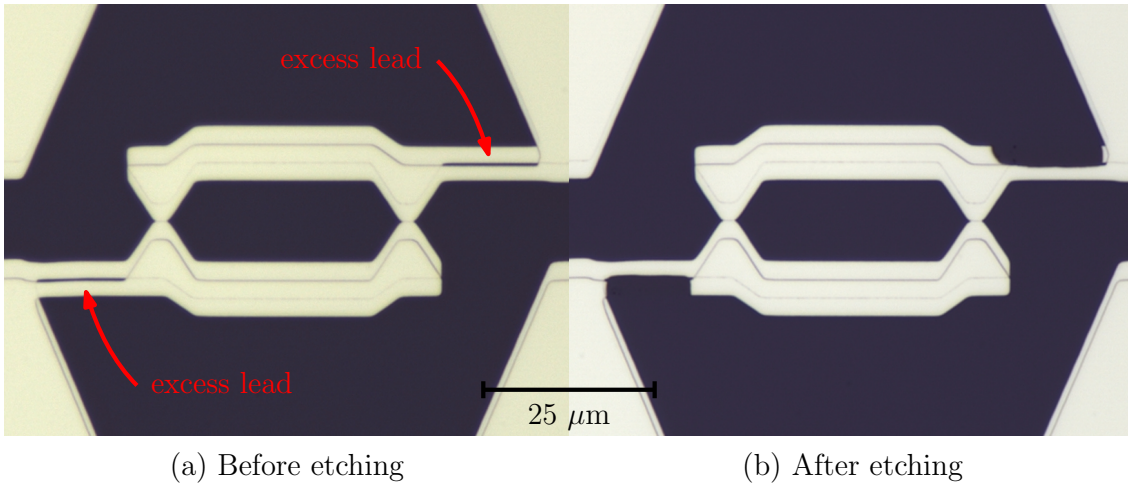 excess lead
excess lead
25 μm
(a) Before etching
(b) After etching